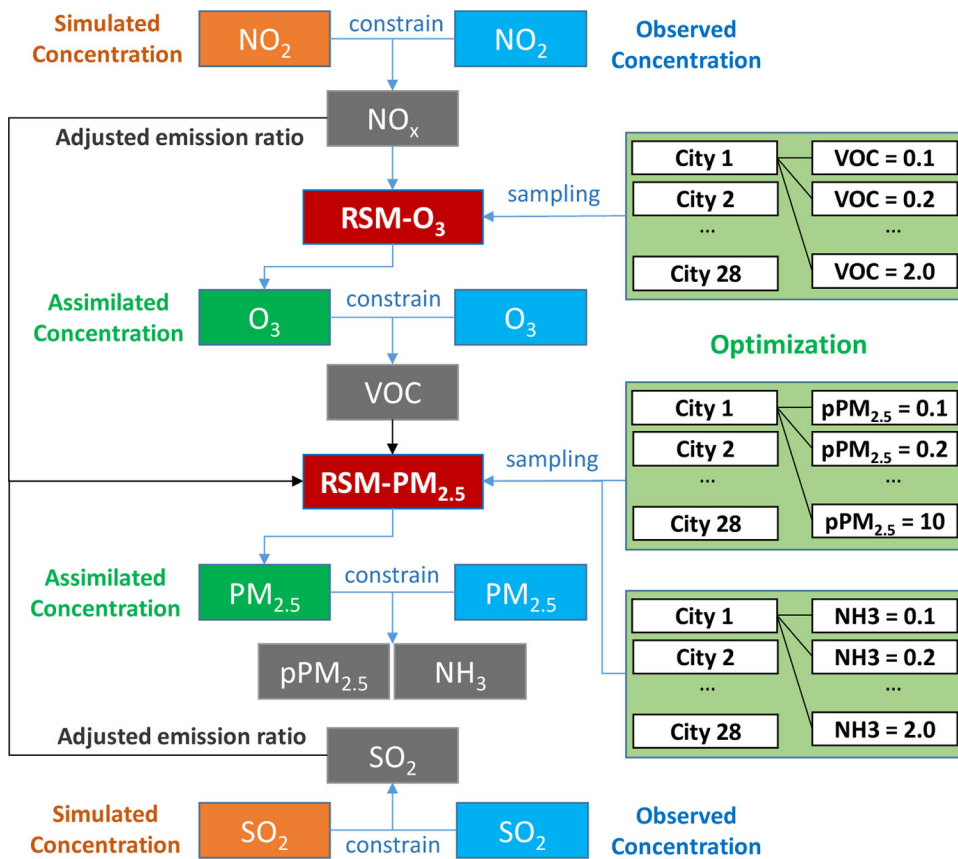 Simulated
Concentration
NO₂
constrain
NO₂
Observed
Concentration
NOₓ
Adjusted emission ratio
RSM-O₃
sampling
City 1
VOC = 0.1
City 2
VOC = 0.2
...
...
City 28
VOC = 2.0
Assimilated
Concentration
O₃
constrain
O₃
Optimization
VOC
RSM-PM₂.₅
sampling
City 1
pPM₂.₅ = 0.1
City 2
pPM₂.₅ = 0.2
...
...
City 28
pPM₂.₅ = 10
Assimilated
Concentration
PM₂.₅
constrain
PM₂.₅
pPM₂.₅
NH₃
City 1
NH3 = 0.1
City 2
NH3 = 0.2
...
...
City 28
NH3 = 2.0
Adjusted emission ratio
SO₂
Simulated
Concentration
SO₂
constrain
SO₂
Observed
Concentration